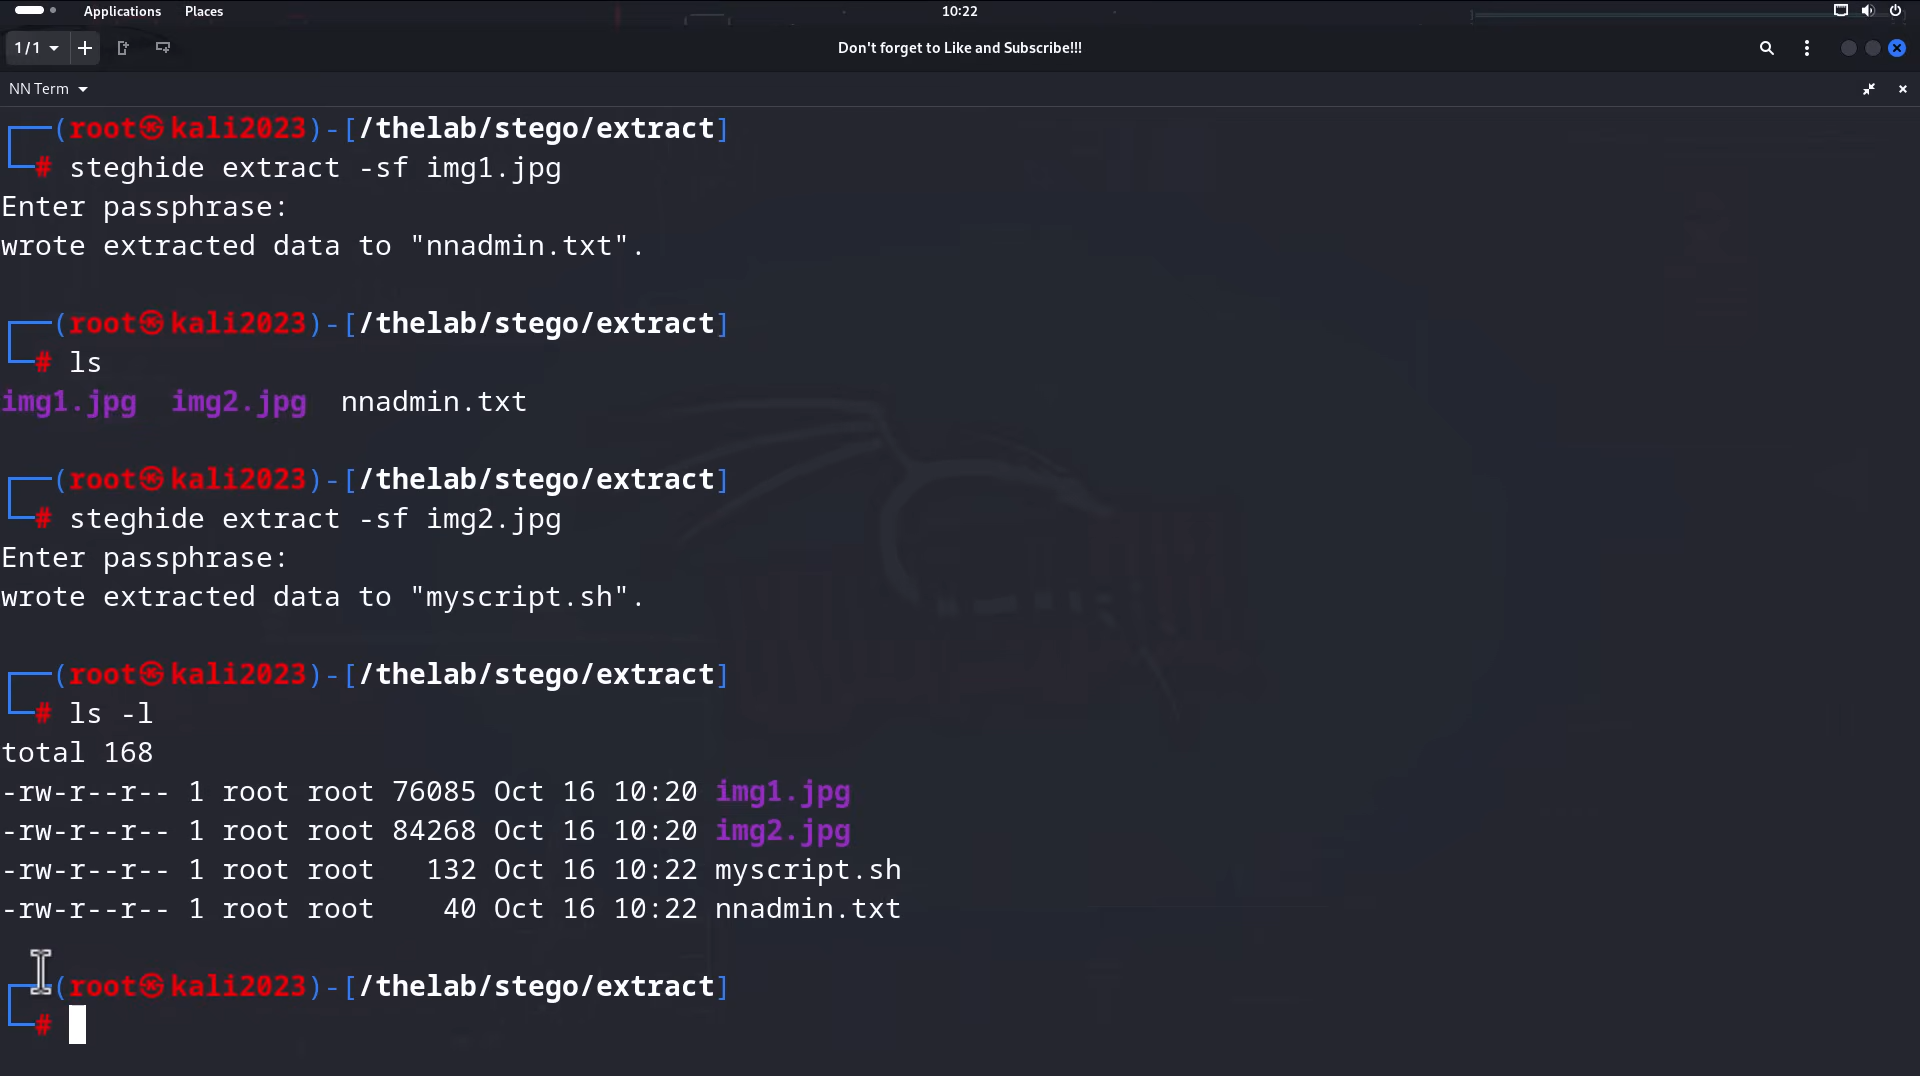 Applications Places 10:22
1/1 Don't forget to Like and Subscribe!!!
NN Term
(root㉿kali2023)-[/thelab/stego/extract]
# steghide extract -sf img1.jpg
Enter passphrase:
wrote extracted data to "nnadmin.txt".
(root㉿kali2023)-[/thelab/stego/extract]
# ls
img1.jpg img2.jpg nnadmin.txt
(root㉿kali2023)-[/thelab/stego/extract]
# steghide extract -sf img2.jpg
Enter passphrase:
wrote extracted data to "myscript.sh".
(root㉿kali2023)-[/thelab/stego/extract]
# ls -l
total 168
-rw-r--r-- 1 root root 76085 Oct 16 10:20 img1.jpg
-rw-r--r-- 1 root root 84268 Oct 16 10:20 img2.jpg
-rw-r--r-- 1 root root 132 Oct 16 10:22 myscript.sh
-rw-r--r-- 1 root root 40 Oct 16 10:22 nnadmin.txt
(root㉿kali2023)-[/thelab/stego/extract]
#